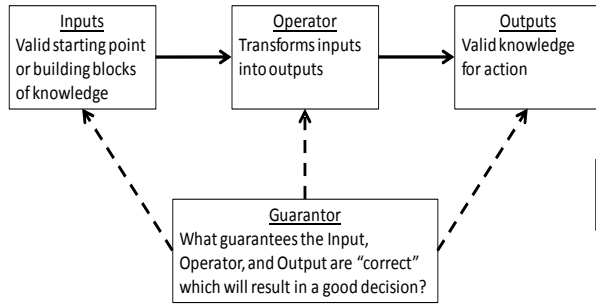 Inputs
Valid starting point
or building blocks
of knowledge
Operator
Transforms inputs
into outputs
Outputs
Valid knowledge
for action
Guarantor
What guarantees the Input,
Operator, and Output are “correct”
which will result in a good decision?